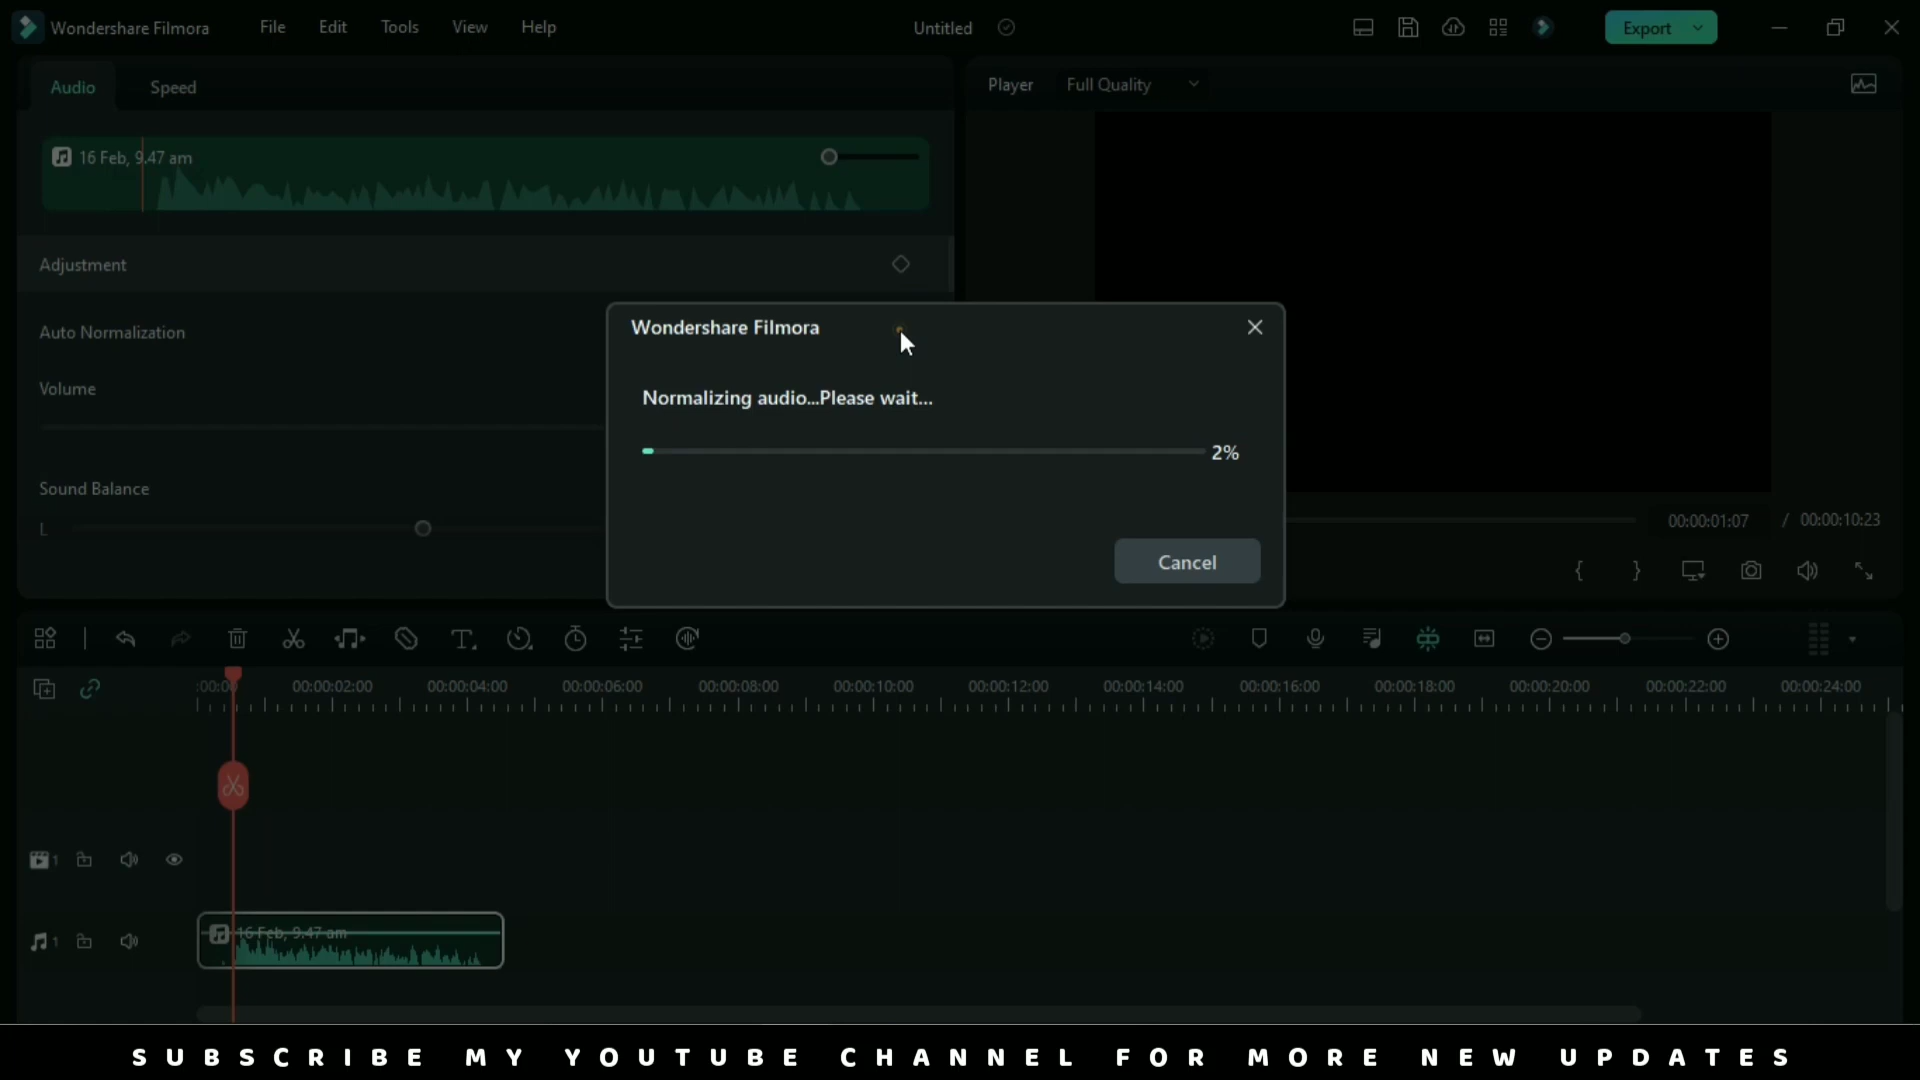 Wondershare Filmora
File
Edit
Tools
View
Help
Untitled
Export
Audio
Speed
Player
Full Quality
16 Feb, 9.47 am
Adjustment
Auto Normalization
Volume
Sound Balance
L
Wondershare Filmora
Normalizing audio...Please wait...
2%
Cancel
00:00:01:07 / 00:00:10:23
:00:00 00:00:02:00 00:00:04:00 00:00:06:00 00:00:08:00 00:00:10:00 00:00:12:00 00:00:14:00 00:00:16:00 00:00:18:00 00:00:20:00 00:00:22:00 00:00:24:00
1
1
16 Feb, 9.47 am
SUBSCRIBE MY YOUTUBE CHANNEL FOR MORE NEW UPDATES